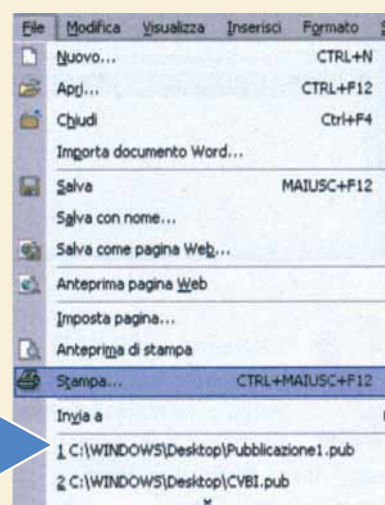 File Modifica Visualizza Inserisci Formato
Nuovo... CTRL+N
Apri... CTRL+F12
Chiudi Ctrl+F4
Importa documento Word...
Salva MAIUSC+F12
Salva con nome...
Salva come pagina Web...
Anteprima pagina Web
Imposta pagina...
Anteprima di stampa
Stampa... CTRL+MAIUSC+F12
Invia a
1 C:\WINDOWS\Desktop\Pubblicazione1.pub
2 C:\WINDOWS\Desktop\CVBI.pub